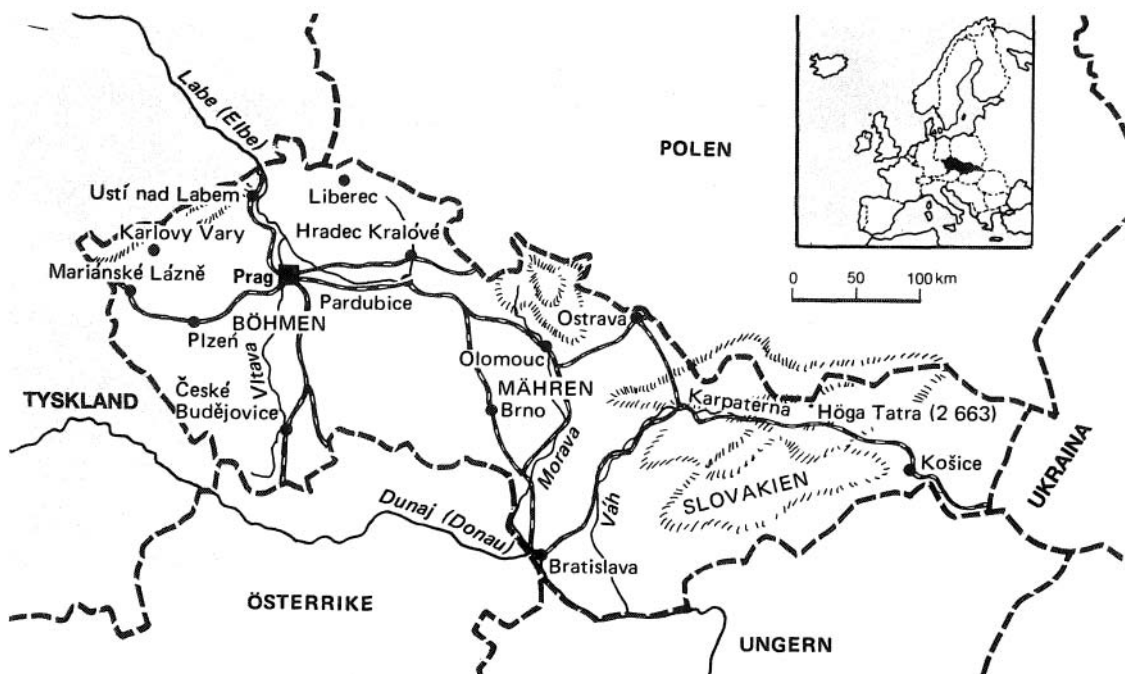 Labe (Elbe)
POLEN
Ustí nad Labem
Liberec
Karlovy Vary
Hradec Kralové
Mariánské Lázně
Prag
Pardubice
0 50 100 km
BÖHMEN
Plzeń
Ostrava
Vltava
Olomouc
MÄHREN
České
Budějovice
TYSKLAND
Brno
Karpaterna
Höga Tatra (2 663)
Morava
Košice
UKRAINA
SLOVAKIEN
Váh
Dunaj (Donau)
Bratislava
ÖSTERRIKE
UNGERN